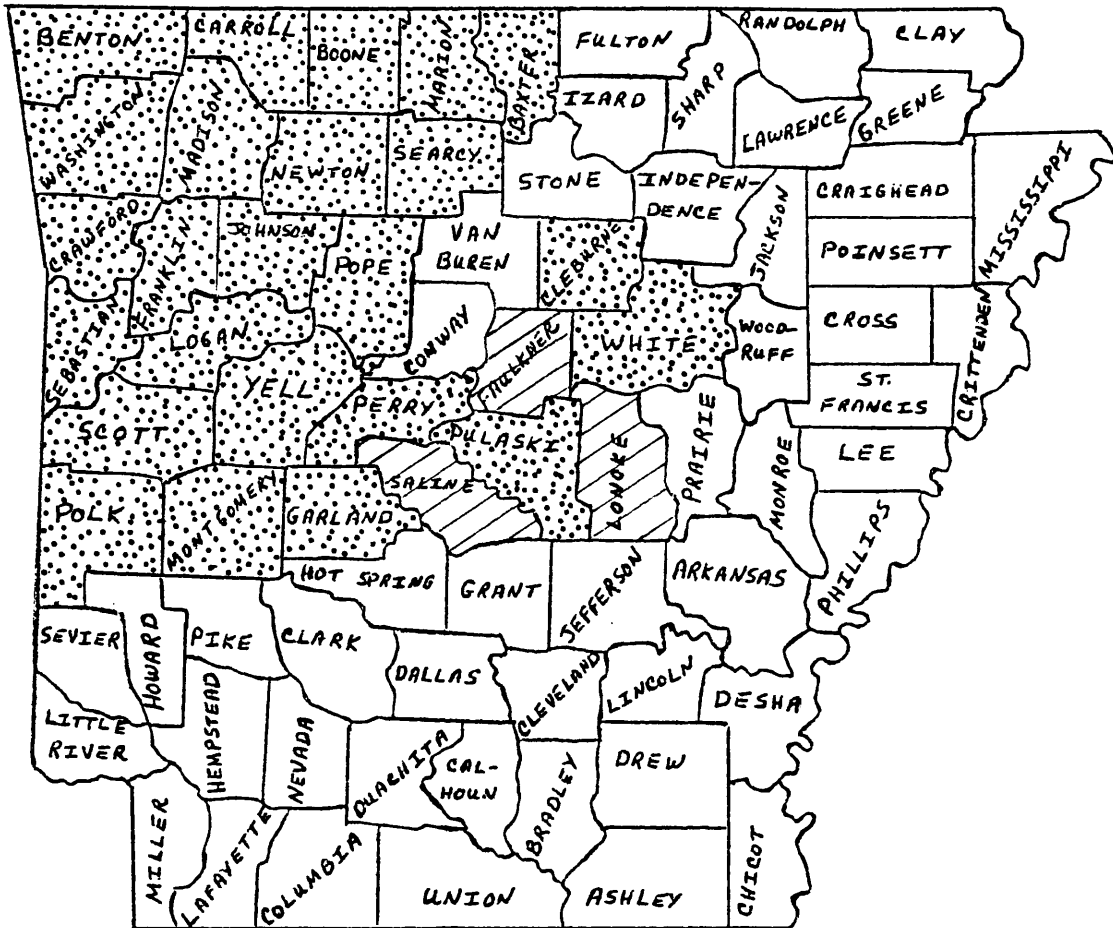 BENTON
CARROLL
BOONE
MARION
BAXTER
FULTON
RANDOLPH
CLAY
IZARD
SHARP
LAWRENCE
GREENE
WASHINGTON
MADISON
NEWTON
SEARCY
STONE
INDEPEN-
DENCE
JACKSON
CRAIGHEAD
MISSISSIPPI
CRAWFORD
FRANKLIN
JOHNSON
POPE
VAN
BUREN
CLEBURNE
POINSETT
SEBASTIAN
LOGAN
CONWAY
FAULKNER
WHITE
WOOD-
RUFF
CROSS
CRITTENDEN
SCOTT
YELL
PERRY
PULASKI
LONOKE
PRAIRIE
MONROE
ST.
FRANCIS
LEE
POLK
MONTGOMERY
GARLAND
SALINE
PHILLIPS
HOT SPRING
GRANT
JEFFERSON
ARKANSAS
SEVIER
HOWARD
PIKE
CLARK
DALLAS
CLEVELAND
LINCOLN
DESHA
LITTLE
RIVER
HEMPSTEAD
NEVADA
OUACHITA
CAL-
HOUN
BRADLEY
DREW
MILLER
LAFAYETTE
COLUMBIA
UNION
ASHLEY
CHICOT